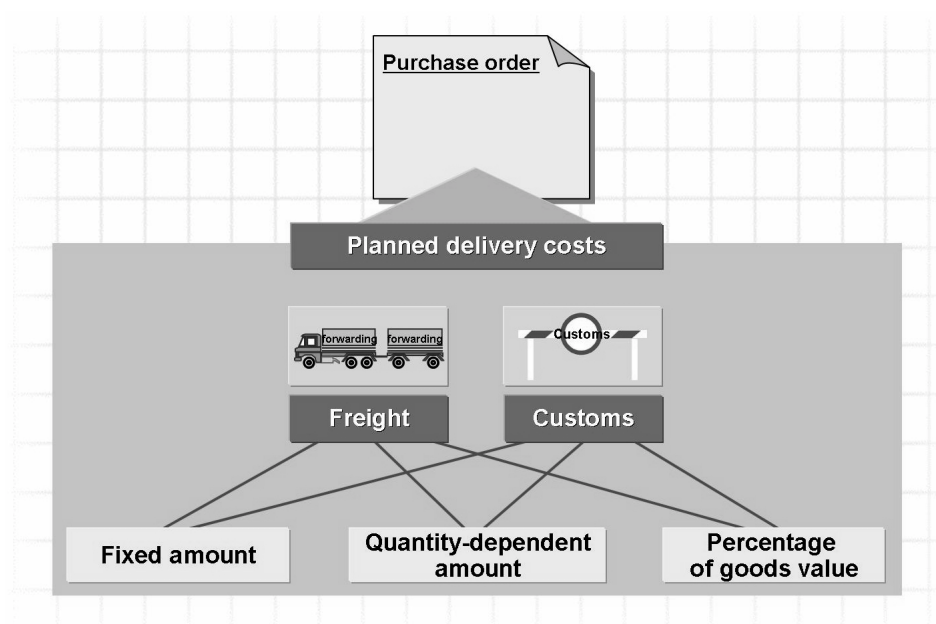 Purchase order
Planned delivery costs
forwarding forwarding
Customs
Freight
Customs
Fixed amount
Quantity-dependent
amount
Percentage
of goods value